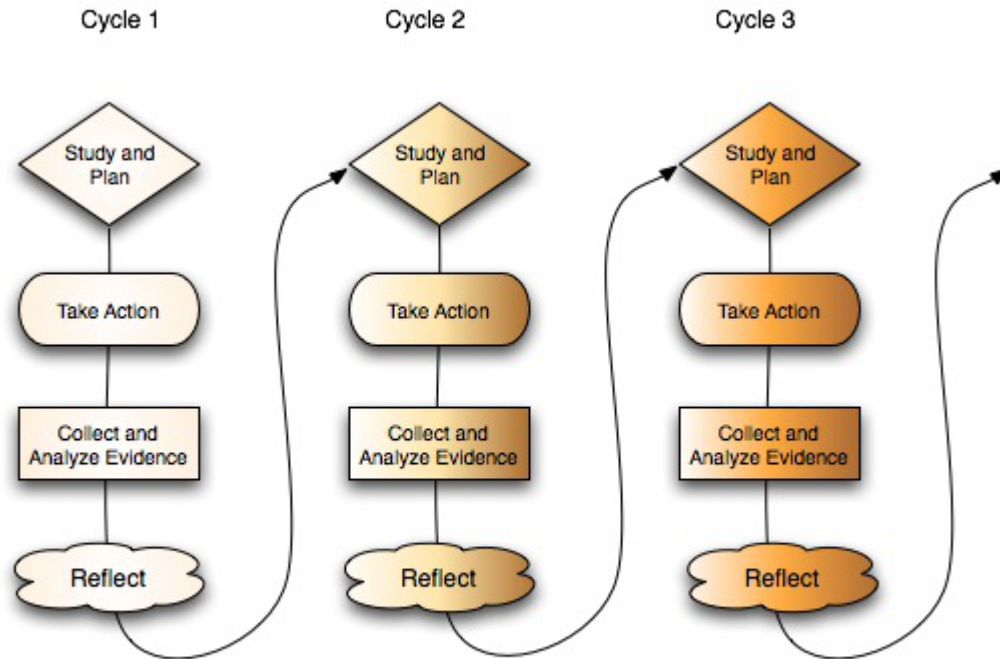 Cycle 1
Cycle 2
Cycle 3
Study and
Plan
Take Action
Collect and
Analyze Evidence
Reflect
Study and
Plan
Take Action
Collect and
Analyze Evidence
Reflect
Study and
Plan
Take Action
Collect and
Analyze Evidence
Reflect